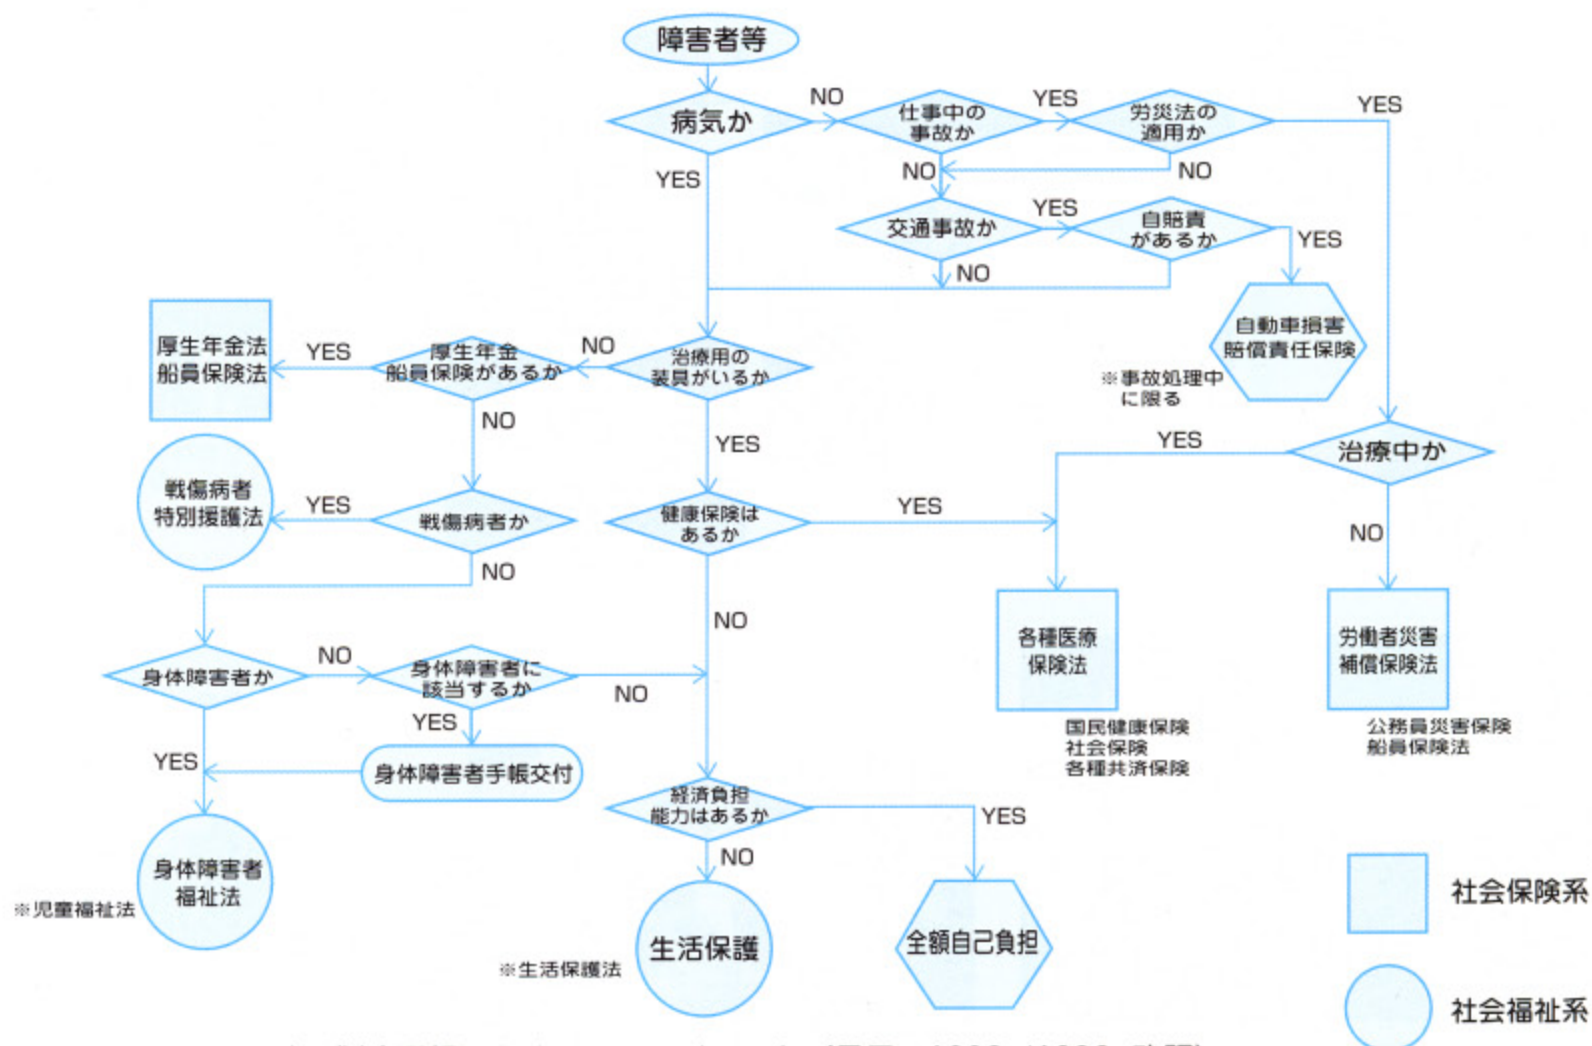 障害者等
病気か
NO
仕事中の
事故か
YES
労災法の
適用か
YES
YES
NO
NO
交通事故か
YES
自賠責
があるか
YES
NO
自動車損害
賠償責任保険
※事故処理中
に限る
厚生年金法
船員保険法
YES
厚生年金
船員保険があるか
NO
治療用の
装具がいるか
NO
YES
YES
治療中か
戦傷病者
特別援護法
YES
戦傷病者か
健康保険は
あるか
YES
NO
NO
NO
各種医療
保険法
労働者災害
補償保険法
身体障害者か
NO
身体障害者に
該当するか
NO
国民健康保険
社会保険
各種共済保険
公務員災害保険
船員保険法
YES
YES
身体障害者手帳交付
経済負担
能力はあるか
YES
NO
身体障害者
福祉法
※児童福祉法
生活保護
※生活保護法
全額自己負担
社会保険系
社会福祉系